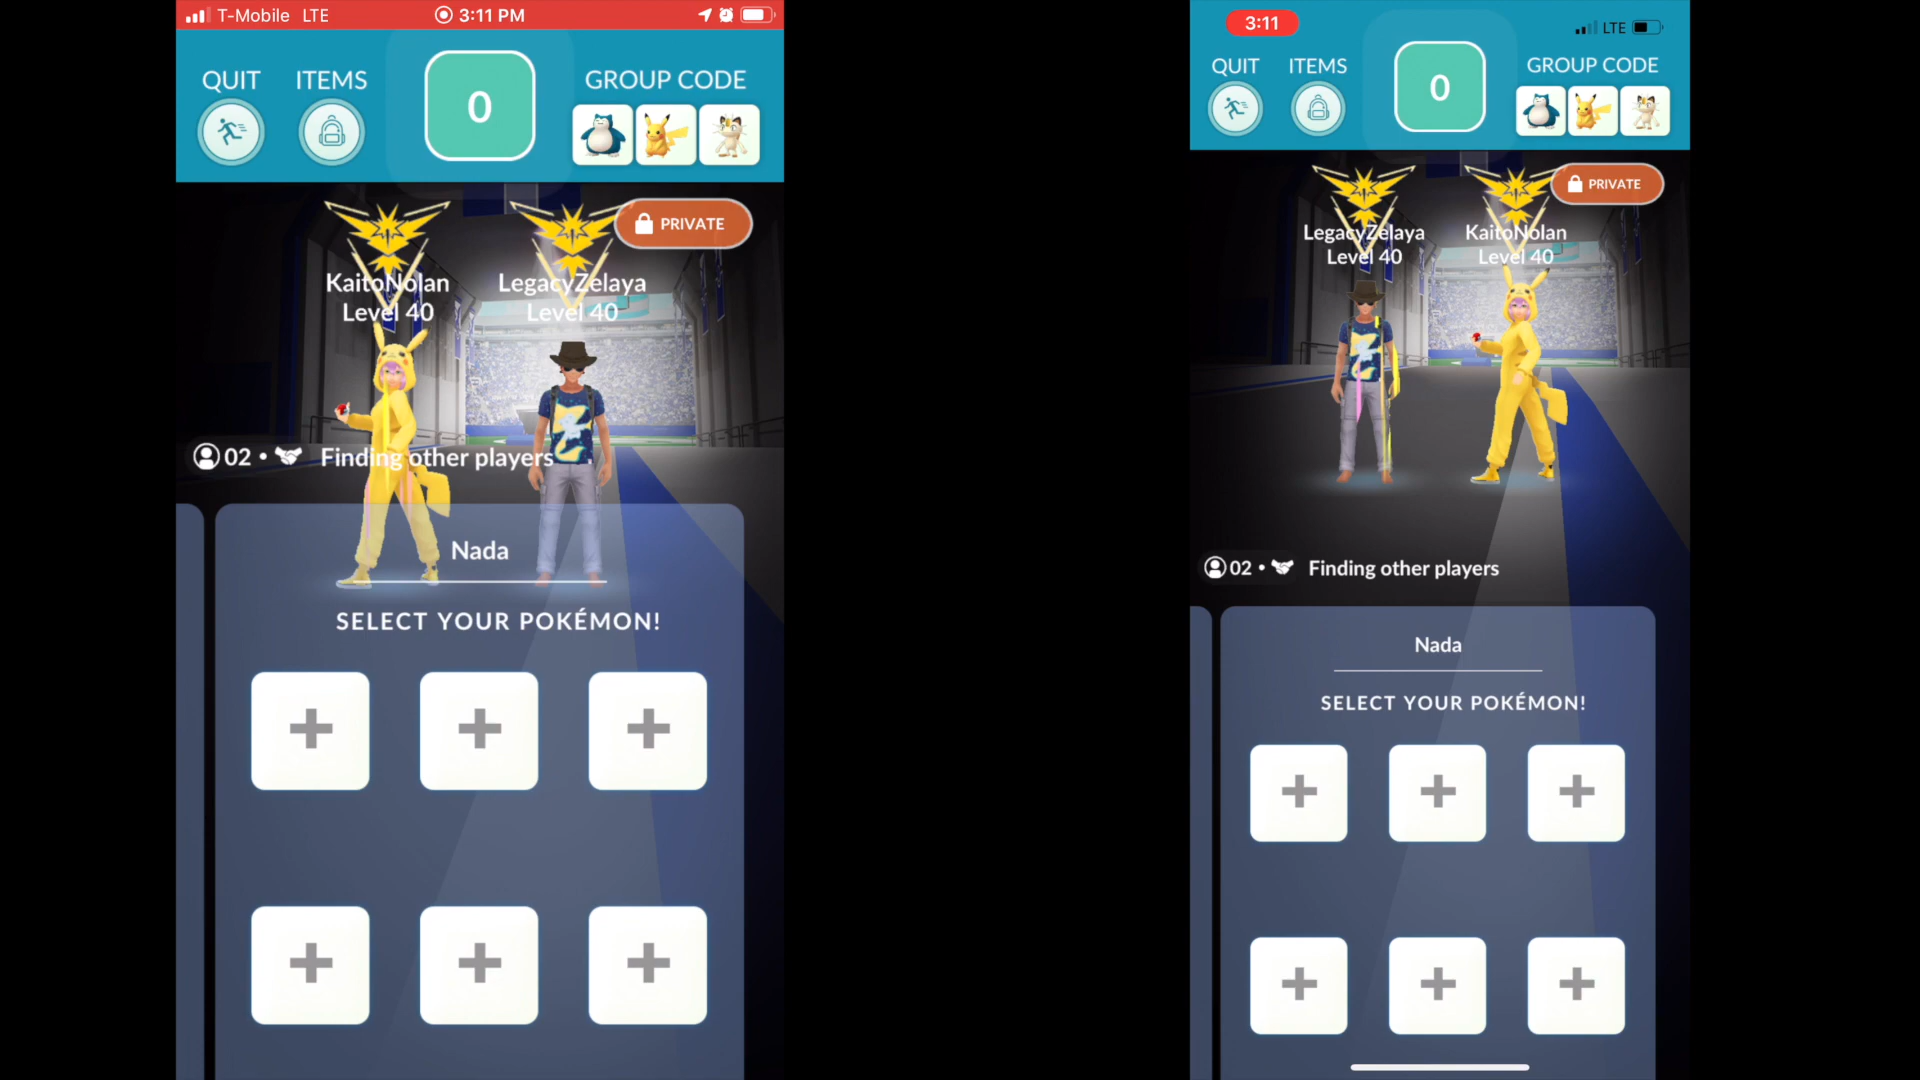 T-Mobile LTE 3:11 PM
QUIT ITEMS 0 GROUP CODE
PRIVATE
KaitoNolan LegacyZelaya
Level 40 Level 40
02 • Finding other players
Nada
SELECT YOUR POKÉMON!
3:11 LTE
QUIT ITEMS 0 GROUP CODE
PRIVATE
LegacyZelaya KaitoNolan
Level 40 Level 40
02 • Finding other players
Nada
SELECT YOUR POKÉMON!